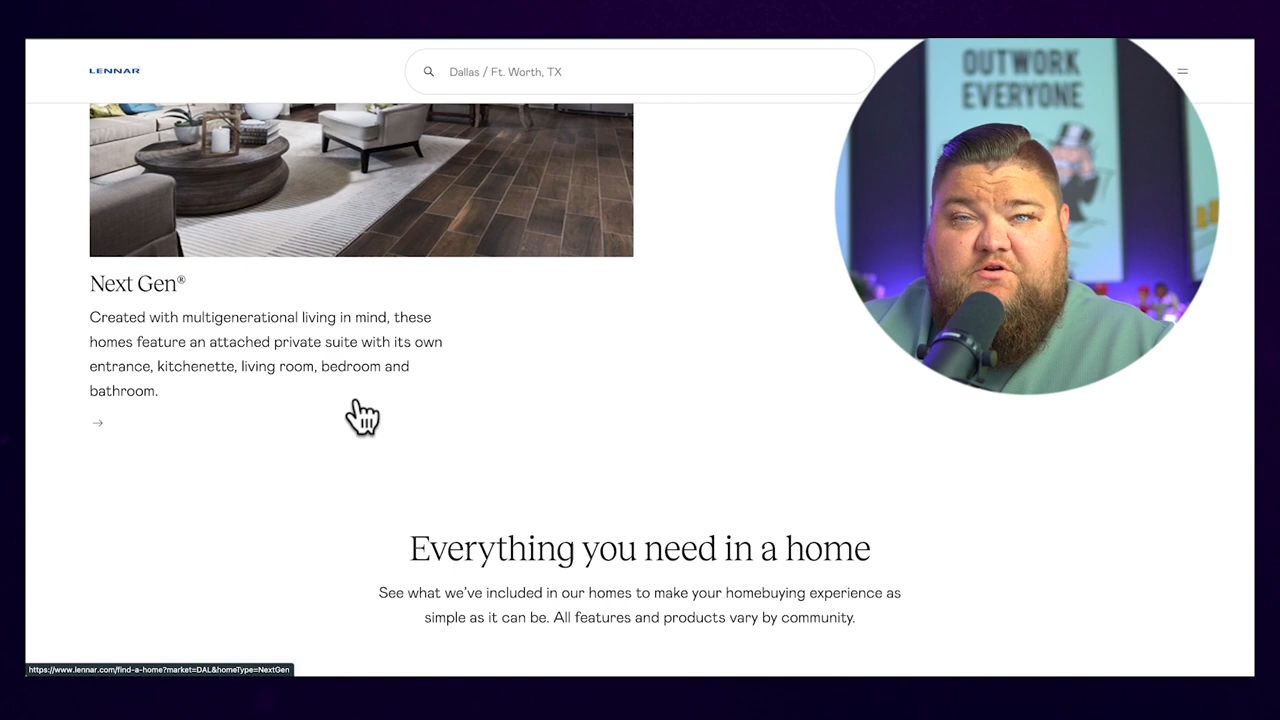 LENNAR
Dallas / Ft. Worth, TX
OUTWORK
EVERYONE
Next Gen®
Created with multigenerational living in mind, these
homes feature an attached private suite with its own
entrance, kitchenette, living room, bedroom and
bathroom.
Everything you need in a home
See what we've included in our homes to make your homebuying experience as
simple as it can be. All features and products vary by community.
https://www.lennar.com/find-a-home?market=DAL&homeType=NextGen